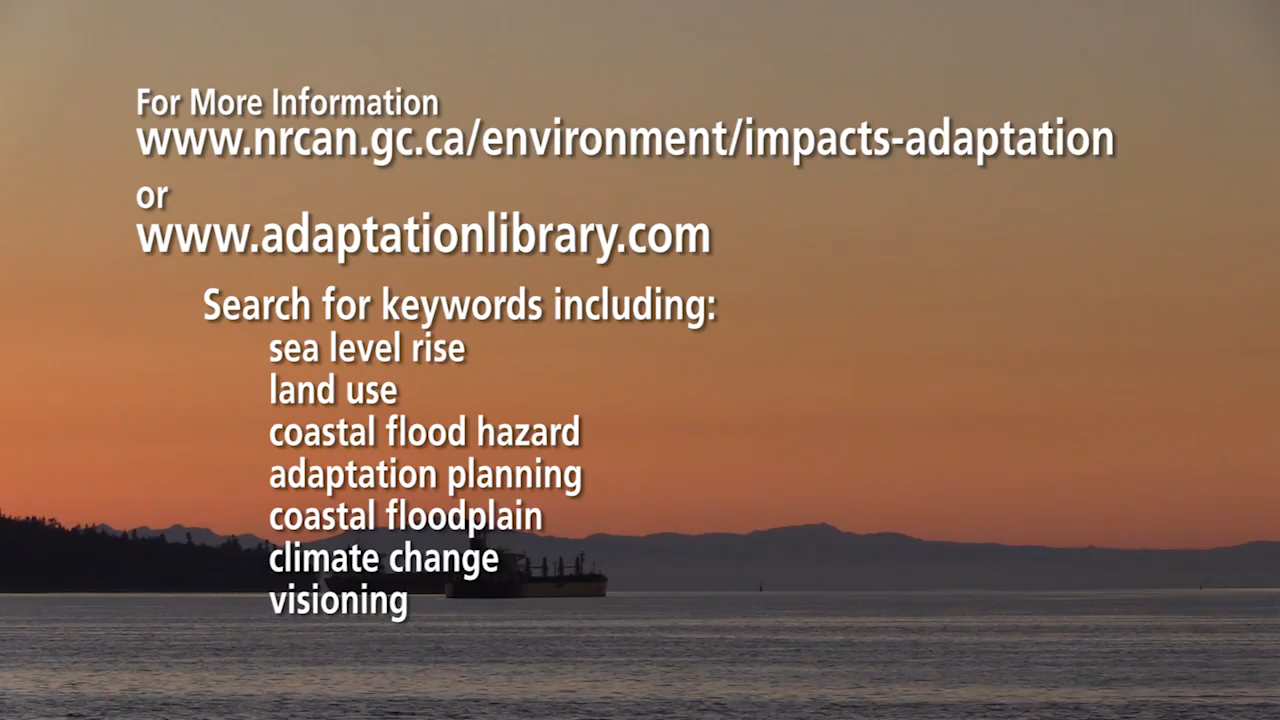 For More Information
www.nrcan.gc.ca/environment/impacts-adaptation
or
www.adaptationlibrary.com
Search for keywords including:
sea level rise
land use
coastal flood hazard
adaptation planning
coastal floodplain
climate change
visioning